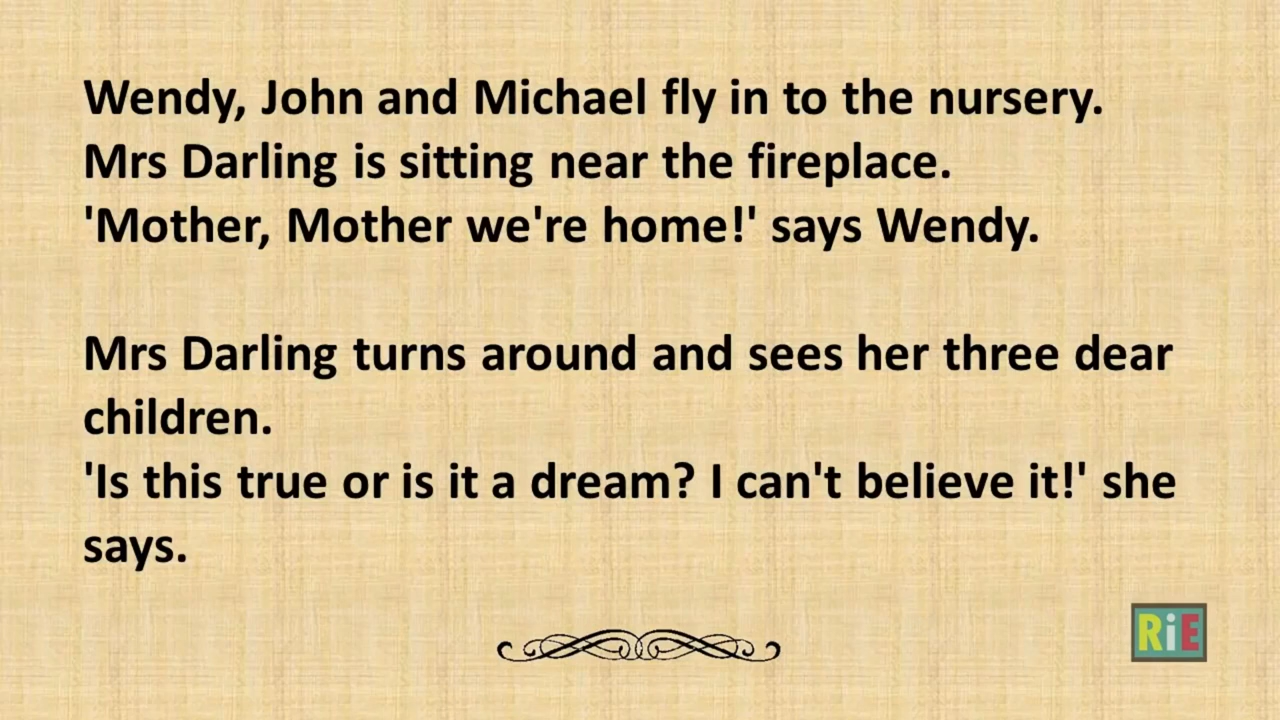 Wendy, John and Michael fly in to the nursery.
Mrs Darling is sitting near the fireplace.
'Mother, Mother we're home!' says Wendy.
Mrs Darling turns around and sees her three dear
children.
'Is this true or is it a dream? I can't believe it!' she
says.
RiE